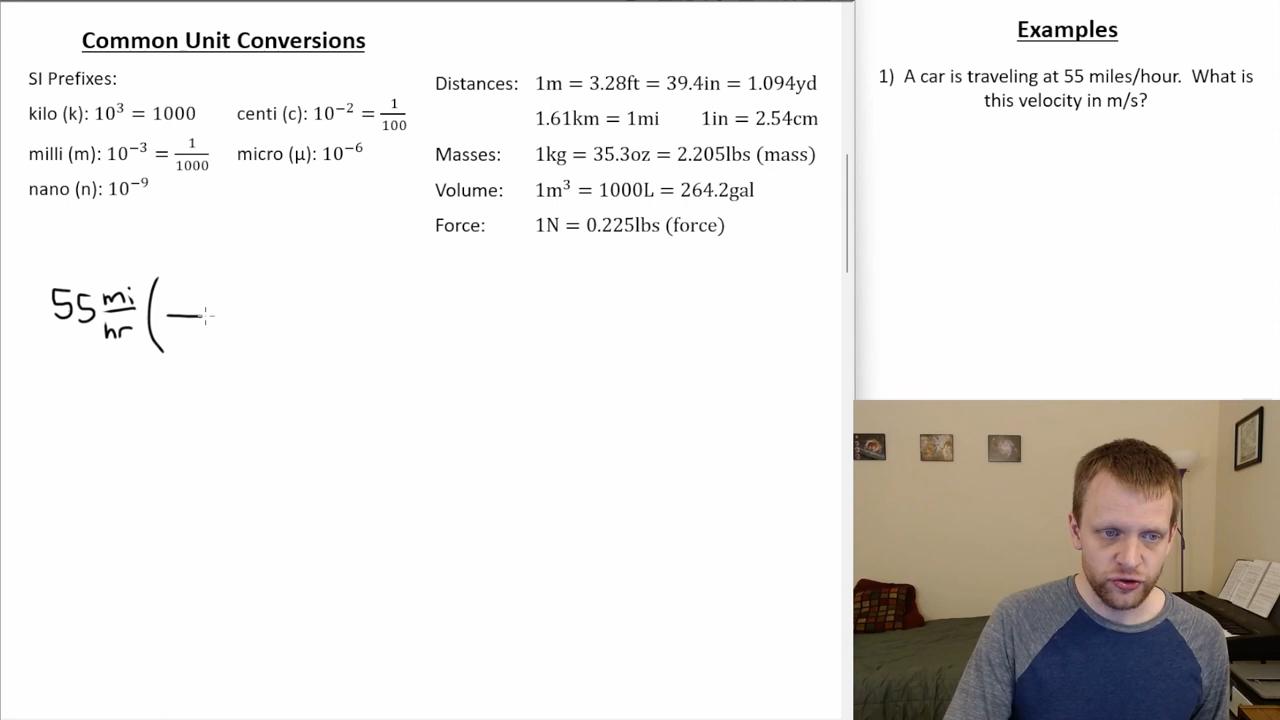 Common Unit Conversions
SI Prefixes:
kilo (k): 10³ = 1000
centi (c): 10⁻² = 1/100
milli (m): 10⁻³ = 1/1000
micro (μ): 10⁻⁶
nano (n): 10⁻⁹
Distances: 1m = 3.28ft = 39.4in = 1.094yd
1.61km = 1mi 1in = 2.54cm
Masses: 1kg = 35.3oz = 2.205lbs (mass)
Volume: 1m³ = 1000L = 264.2gal
Force: 1N = 0.225lbs (force)
55 mi/hr (
Examples
1) A car is traveling at 55 miles/hour. What is
this velocity in m/s?